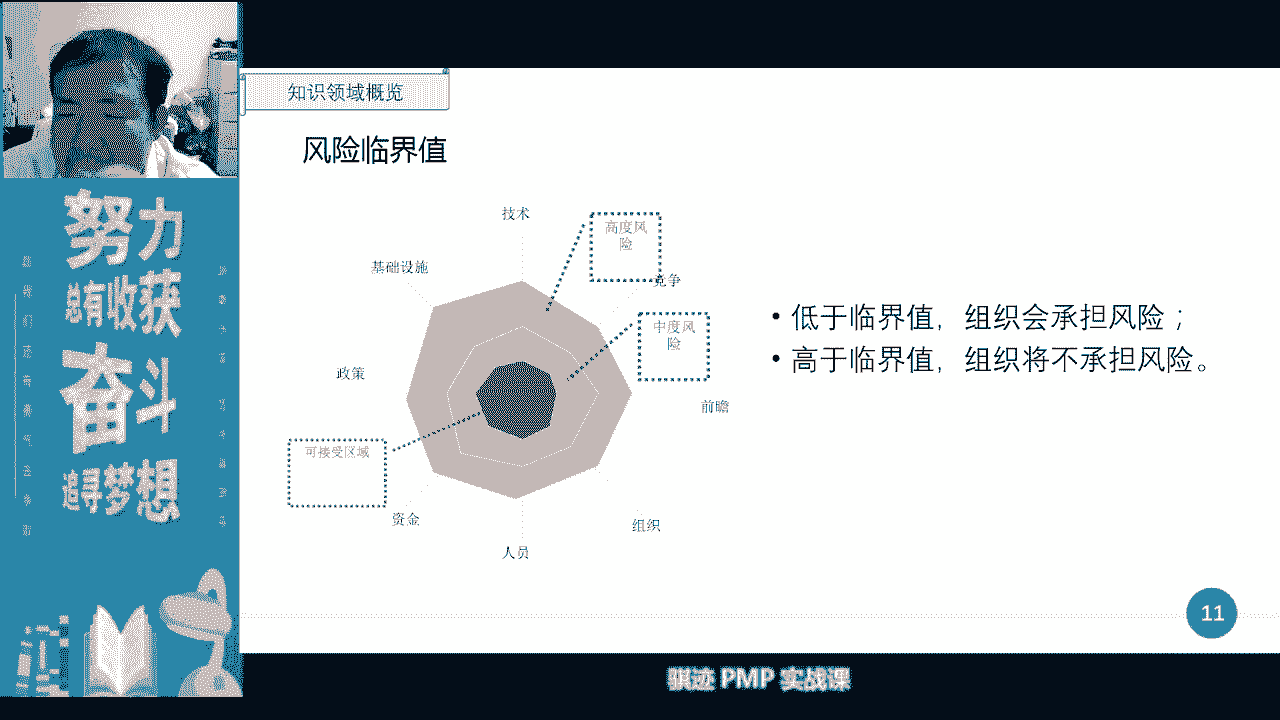 知识领域概览
风险临界值
技术
高度风
险
基础设施
竞争
中度风
险
政策
前瞻
可接受区域
资金
组织
人员
• 低于临界值，组织会承担风险；
• 高于临界值，组织将不承担风险。
11
骐迹 PMP 实战课
努力
总有收获
奋斗
追寻梦想